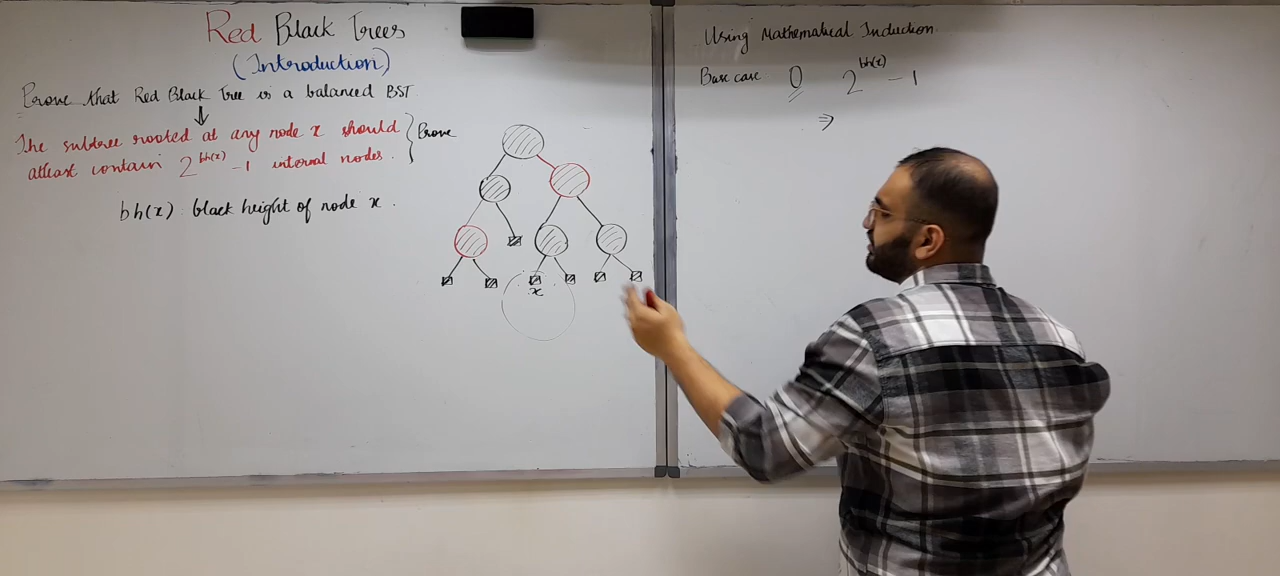 Red Black Trees
(Introduction)
Prove that Red Black Tree is a balanced BST
↓
The subtree rooted at any node x should
atleast contain 2^bh(x) - 1 internal nodes.
} Prove
bh(x) black height of node x.
x
Using Mathematical Induction.
Base case 0 2^bh(x) - 1
⇒